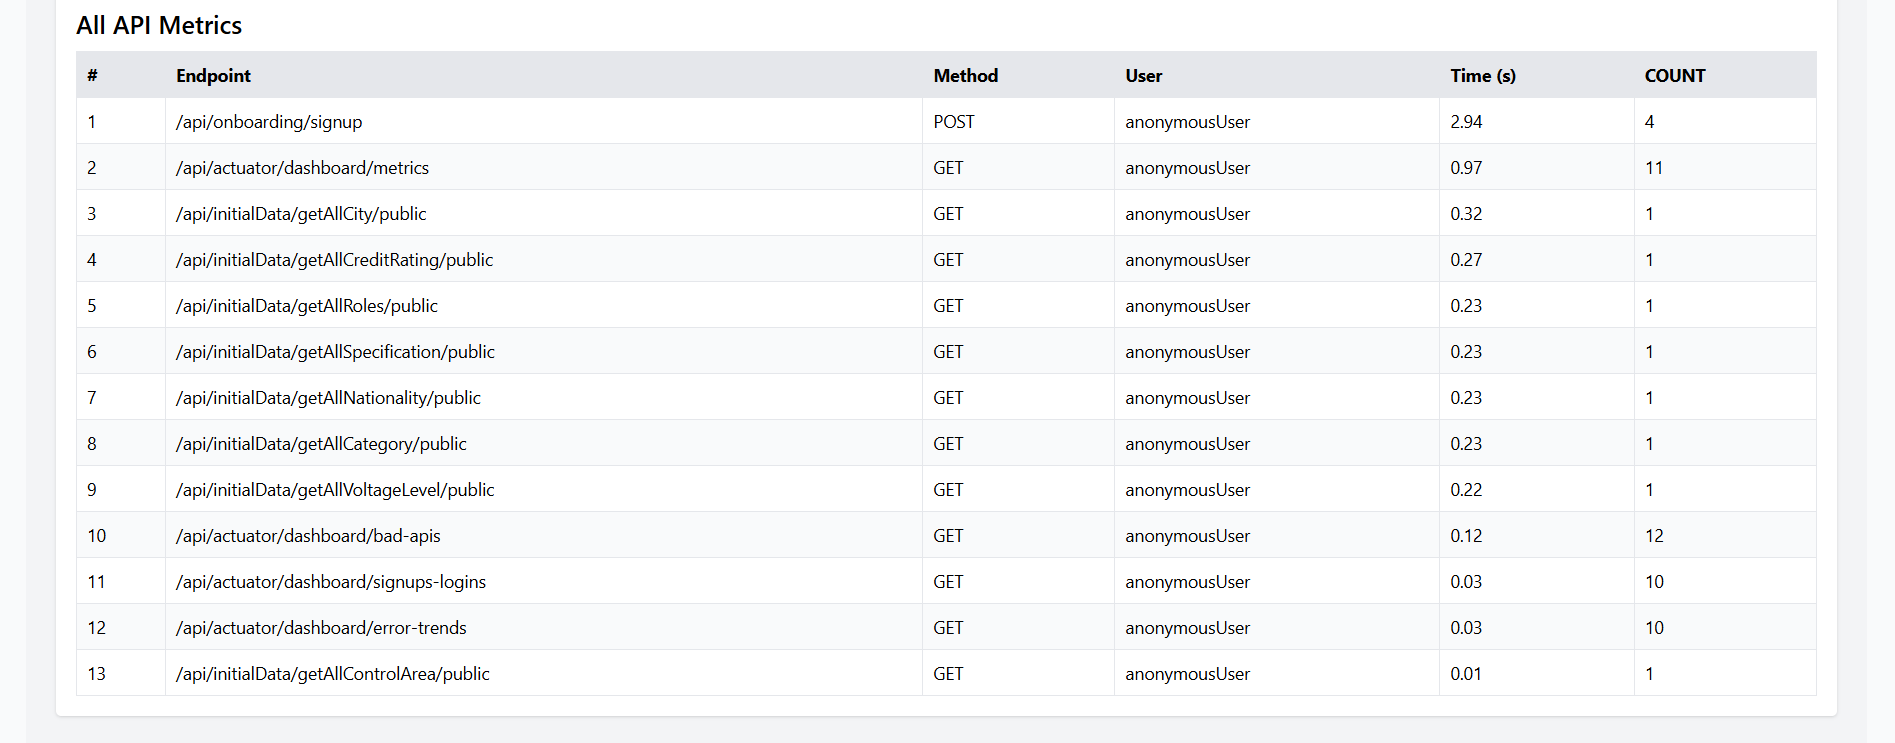 All API Metrics
# Endpoint Method User Time (s) COUNT
1 /api/onboarding/signup POST anonymousUser 2.94 4
2 /api/actuator/dashboard/metrics GET anonymousUser 0.97 11
3 /api/initialData/getAllCity/public GET anonymousUser 0.32 1
4 /api/initialData/getAllCreditRating/public GET anonymousUser 0.27 1
5 /api/initialData/getAllRoles/public GET anonymousUser 0.23 1
6 /api/initialData/getAllSpecification/public GET anonymousUser 0.23 1
7 /api/initialData/getAllNationality/public GET anonymousUser 0.23 1
8 /api/initialData/getAllCategory/public GET anonymousUser 0.23 1
9 /api/initialData/getAllVoltageLevel/public GET anonymousUser 0.22 1
10 /api/actuator/dashboard/bad-apis GET anonymousUser 0.12 12
11 /api/actuator/dashboard/signups-logins GET anonymousUser 0.03 10
12 /api/actuator/dashboard/error-trends GET anonymousUser 0.03 10
13 /api/initialData/getAllControlArea/public GET anonymousUser 0.01 1